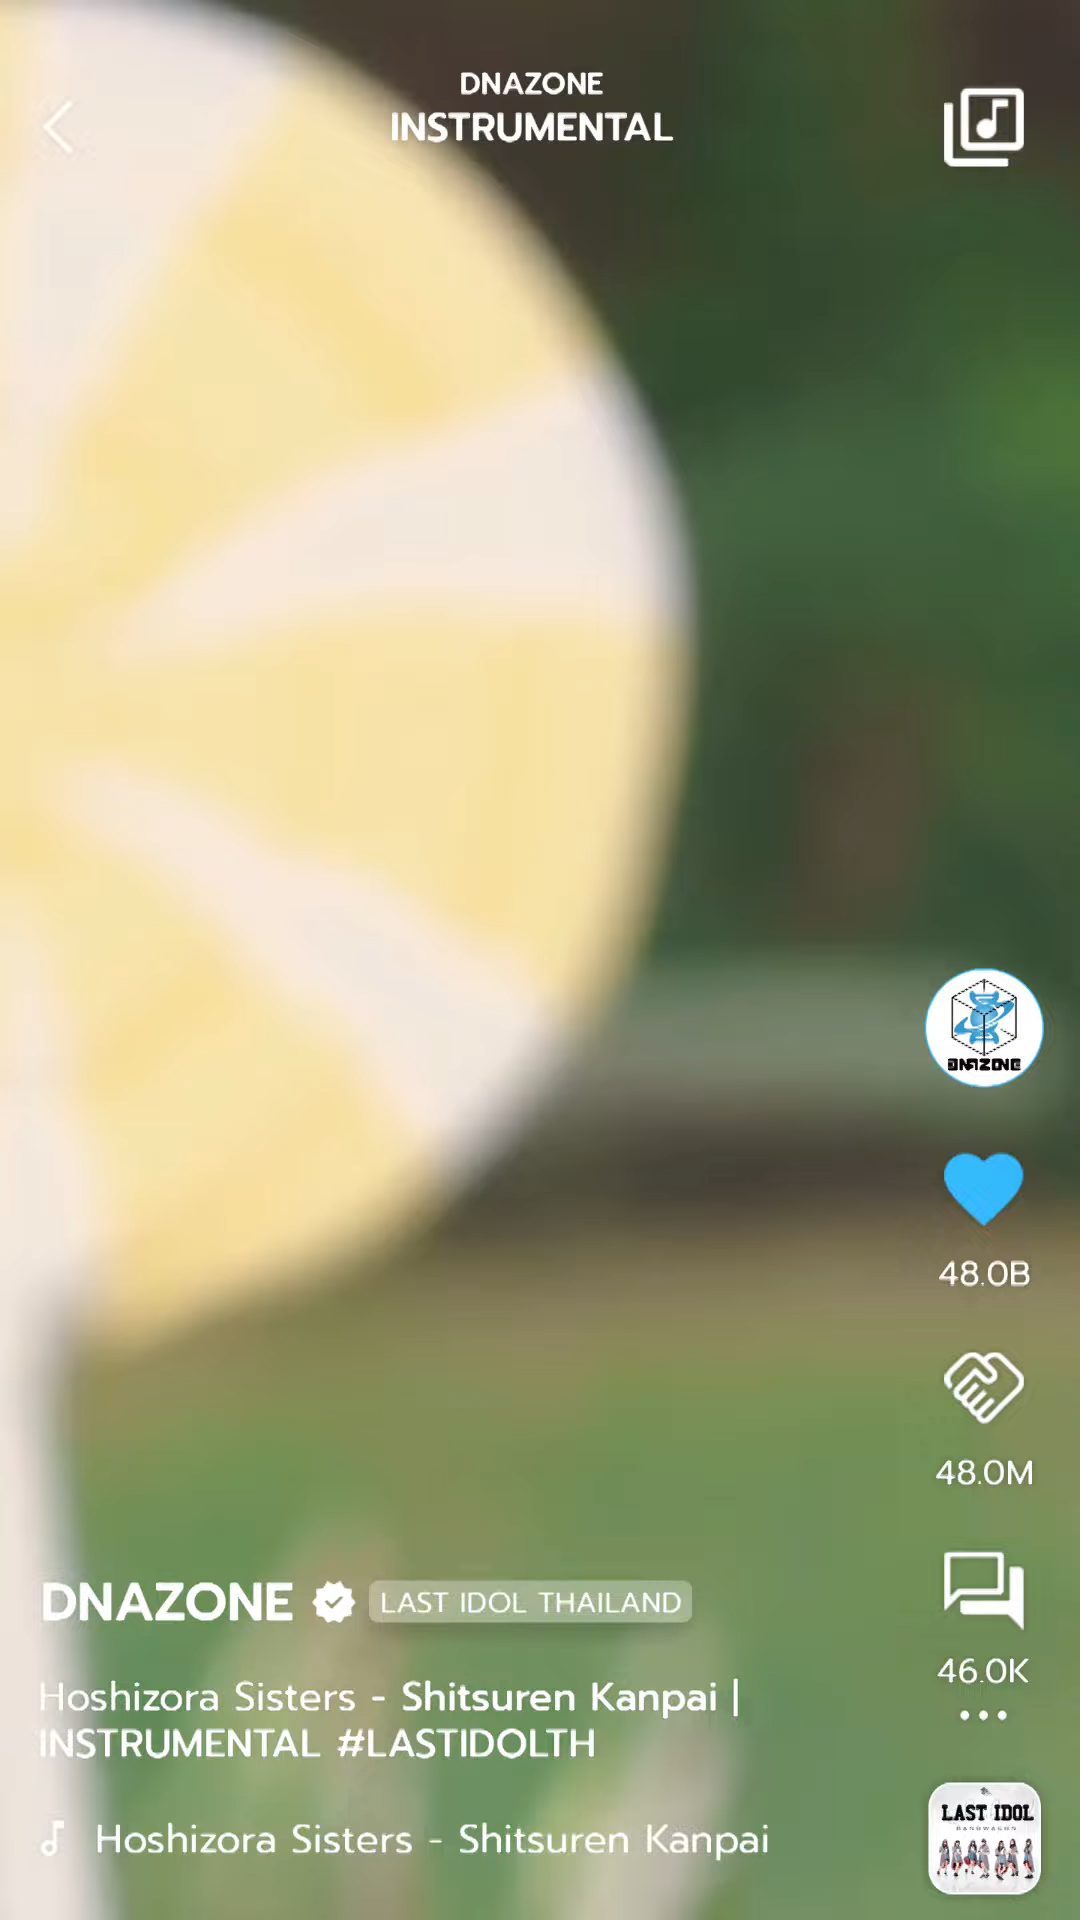 DNAZONE
INSTRUMENTAL
DNAZONE
48.0B
48.0M
46.0K
DNAZONE LAST IDOL THAILAND
Hoshizora Sisters - Shitsuren Kanpai |
INSTRUMENTAL #LASTIDOLTH
Hoshizora Sisters - Shitsuren Kanpai
LAST IDOL
BANDWAGON